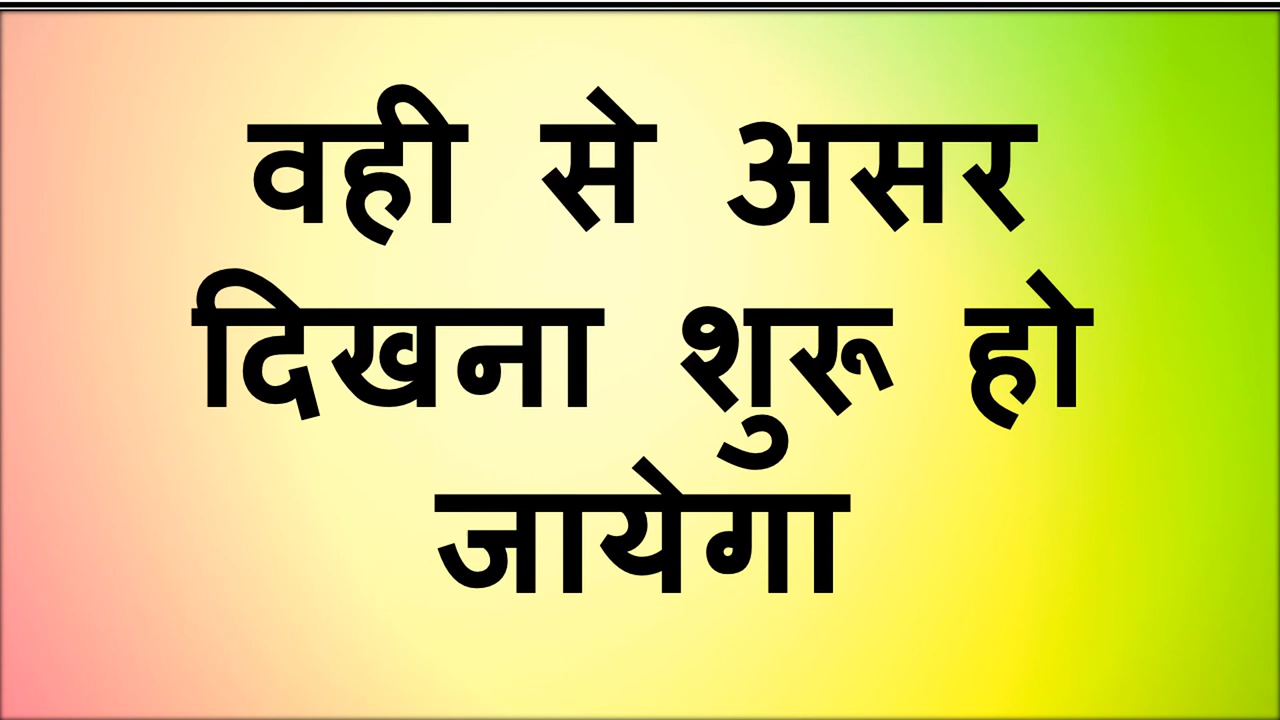 वही से असर
दिखना शुरू हो
जायेगा